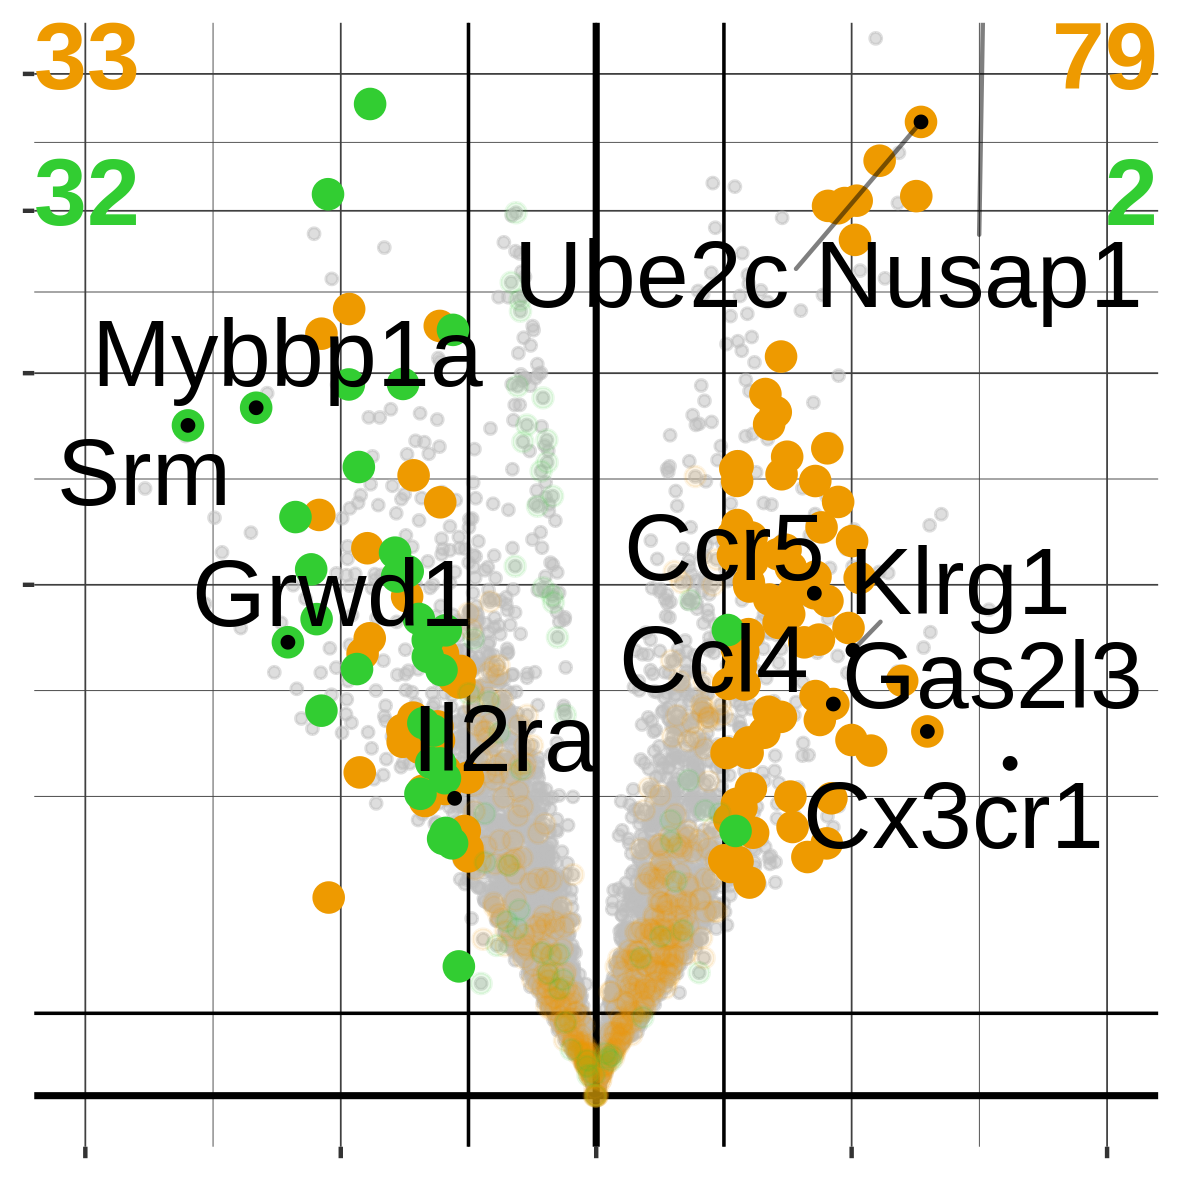 33 79
32 2
Ube2c Nusap1
Mybbp1a
Srm
Ccr5
Grwd1 Klrg1
Ccl4 Gas2l3
Il2ra
Cx3cr1